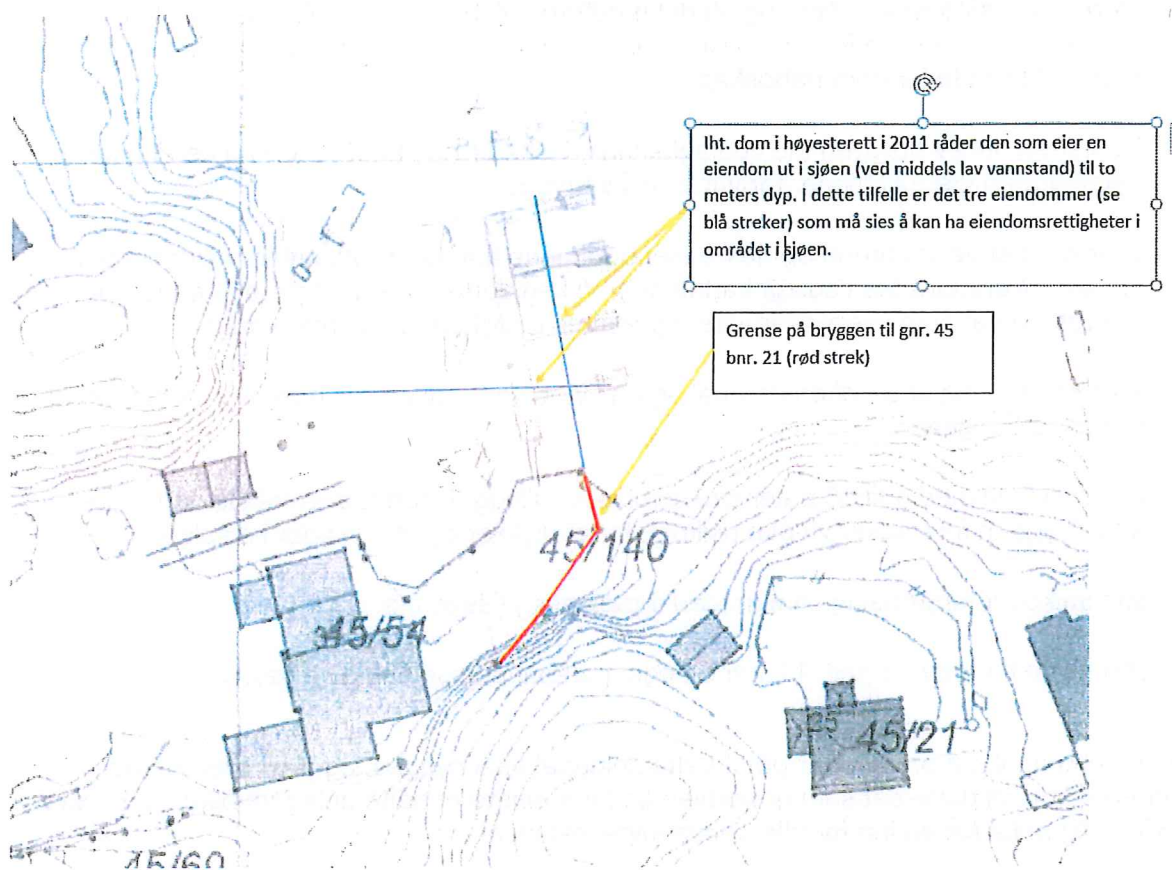 Iht. dom i høyesterett i 2011 råder den som eier en
eiendom ut i sjøen (ved middels lav vannstand) til to
meters dyp. I dette tilfelle er det tre eiendommer (se
blå streker) som må sies å kan ha eiendomsrettigheter i
området i sjøen.
Grense på bryggen til gnr. 45
bnr. 21 (rød strek)
45/140
45/54
45/21
45/60